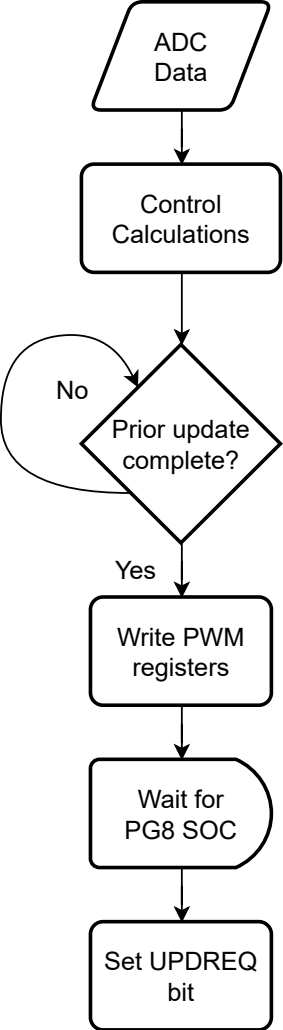 ADC
Data
Control
Calculations
No
Prior update
complete?
Yes
Write PWM
registers
Wait for
PG8 SOC
Set UPDREQ
bit